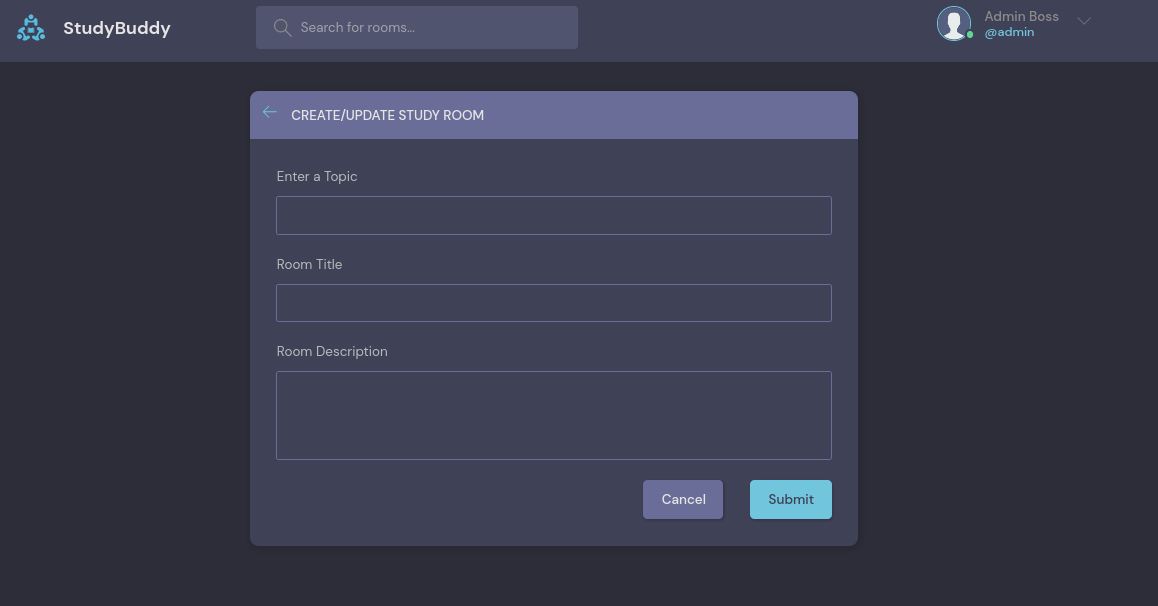 StudyBuddy
Search for rooms...
Admin Boss
@admin
CREATE/UPDATE STUDY ROOM
Enter a Topic
Room Title
Room Description
Cancel
Submit